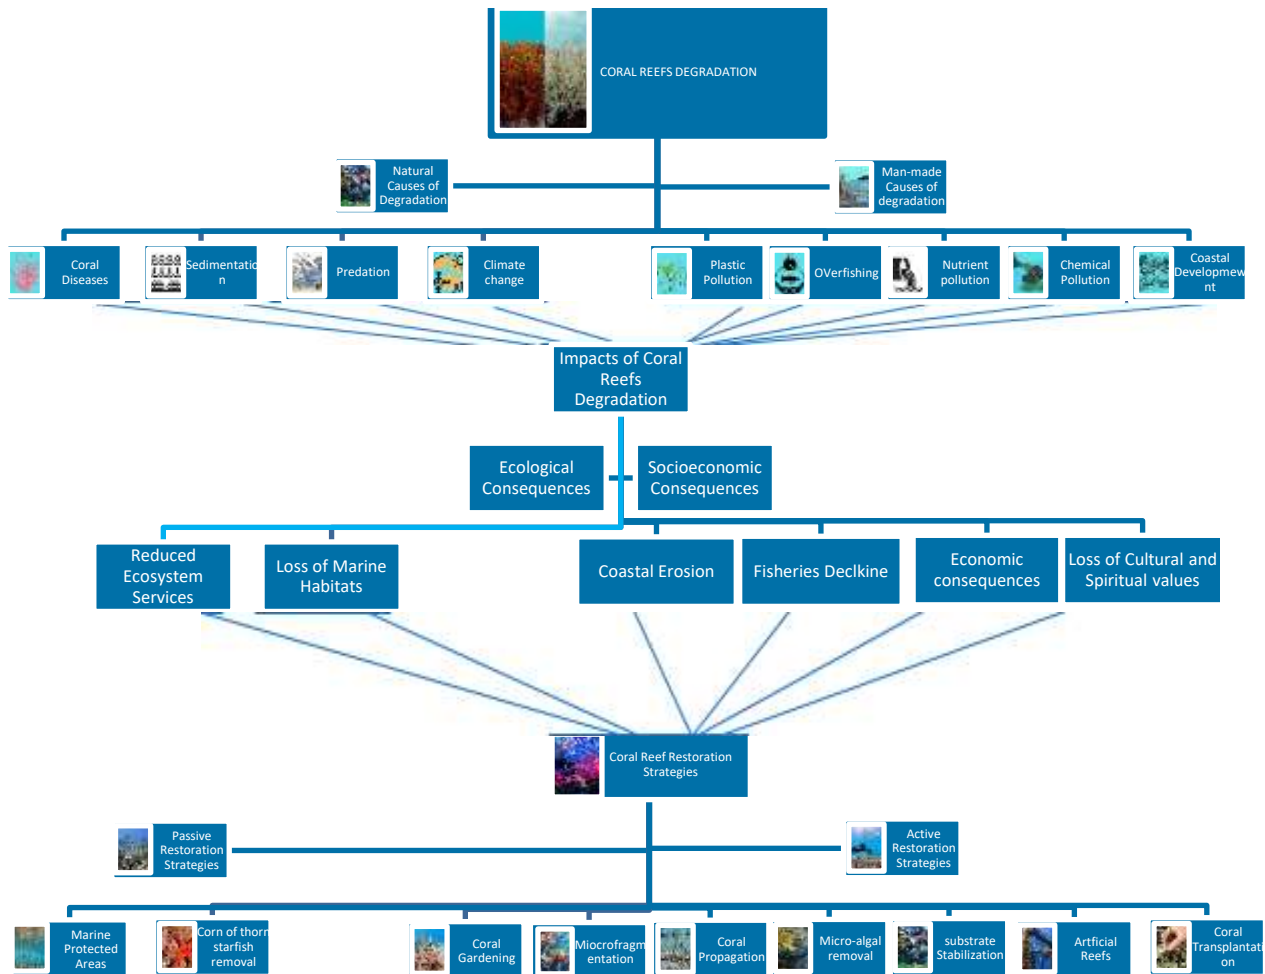 CORAL REEFS DEGRADATION
Natural
Causes of
Degradation
Man-made
Causes of
degradation
Coral
Diseases
Sedimentatio
n
Predation
Climate
change
Plastic
Pollution
OVerfishing
Nutrient
pollution
Chemical
Pollution
Coastal
Developmew
nt
Impacts of Coral
Reefs
Degradation
Ecological
Consequences
Socioeconomic
Consequences
Reduced
Ecosystem
Services
Loss of Marine
Habitats
Coastal Erosion
Fisheries Declkine
Economic
consequences
Loss of Cultural and
Spiritual values
Coral Reef Restoration
Strategies
Passive
Restoration
Strategies
Active
Restoration
Strategies
Marine
Protected
Areas
Corn of thorn
starfish
removal
Coral
Gardening
Miocrofragm
entation
Coral
Propagation
Micro-algal
removal
substrate
Stabilization
Artficial
Reefs
Coral
Transplantati
on